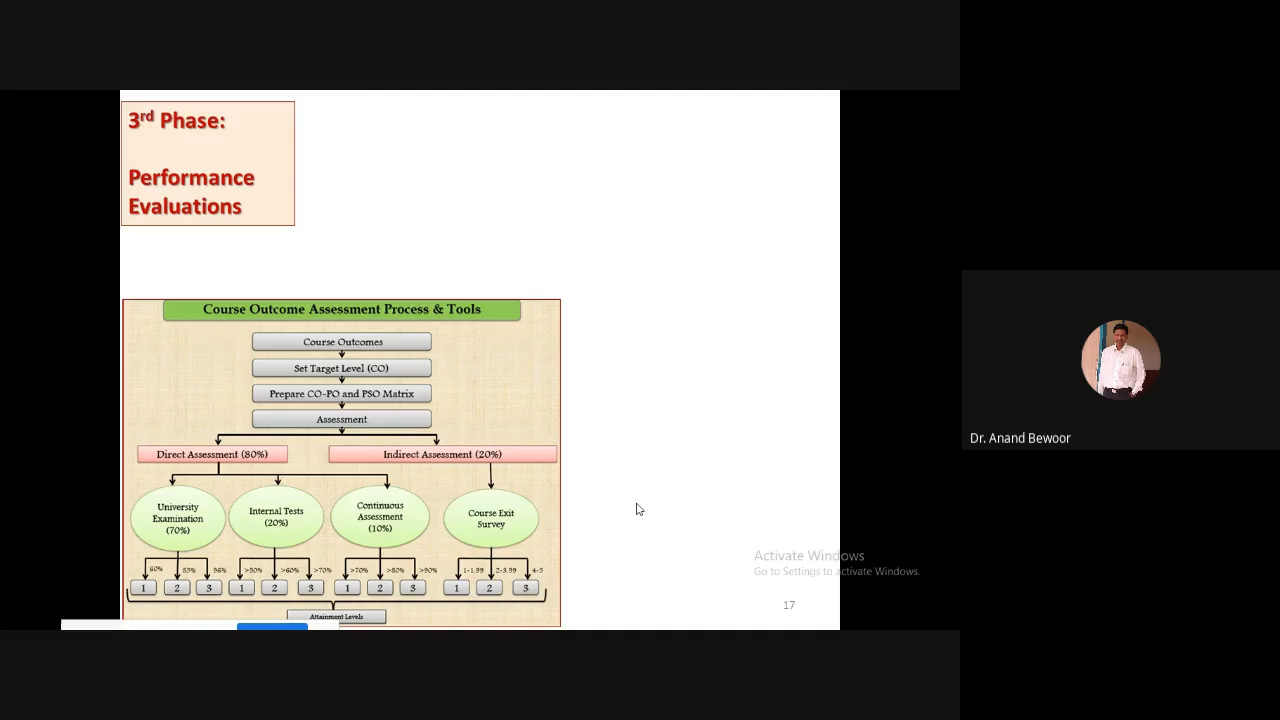 3rd Phase:
Performance
Evaluations
Course Outcome Assessment Process & Tools
Course Outcomes
Set Target Level (CO)
Prepare CO-PO and PSO Matrix
Assessment
Direct Assessment (80%)
Indirect Assessment (20%)
University
Examination
(70%)
Internal Tests
(20%)
Continuous
Assessment
(10%)
Course Exit
Survey
60% 85% 96%
>50% >60% >70%
>70% >80% >90%
1-1.99 2-3.99 4-5
1 2 3 1 2 3 1 2 3 1 2 3
Attainment Levels
Activate Windows
Go to Settings to activate Windows.
17
Dr. Anand Bewoor